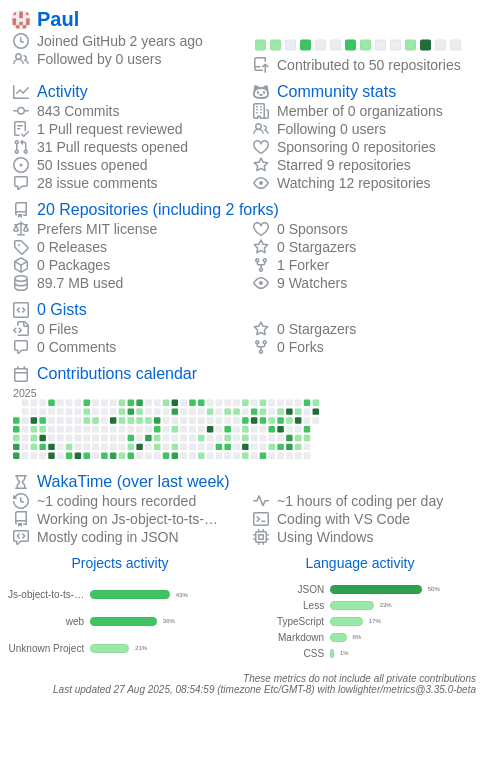 Paul
Joined GitHub 2 years ago
Followed by 0 users
Contributed to 50 repositories
Activity
843 Commits
1 Pull request reviewed
31 Pull requests opened
50 Issues opened
28 issue comments
Community stats
Member of 0 organizations
Following 0 users
Sponsoring 0 repositories
Starred 9 repositories
Watching 12 repositories
20 Repositories (including 2 forks)
Prefers MIT license
0 Releases
0 Packages
89.7 MB used
0 Sponsors
0 Stargazers
1 Forker
9 Watchers
0 Gists
0 Files
0 Comments
0 Stargazers
0 Forks
Contributions calendar
2025
WakaTime (over last week)
~1 coding hours recorded
Working on Js-object-to-ts-…
Mostly coding in JSON
~1 hours of coding per day
Coding with VS Code
Using Windows
Projects activity
Js-object-to-ts-… 43%
web 36%
Unknown Project 21%
Language activity
JSON 50%
Less 23%
TypeScript 17%
Markdown 8%
CSS 1%
These metrics do not include all private contributions
Last updated 27 Aug 2025, 08:54:59 (timezone Etc/GMT-8) with lowlighter/metrics@3.35.0-beta